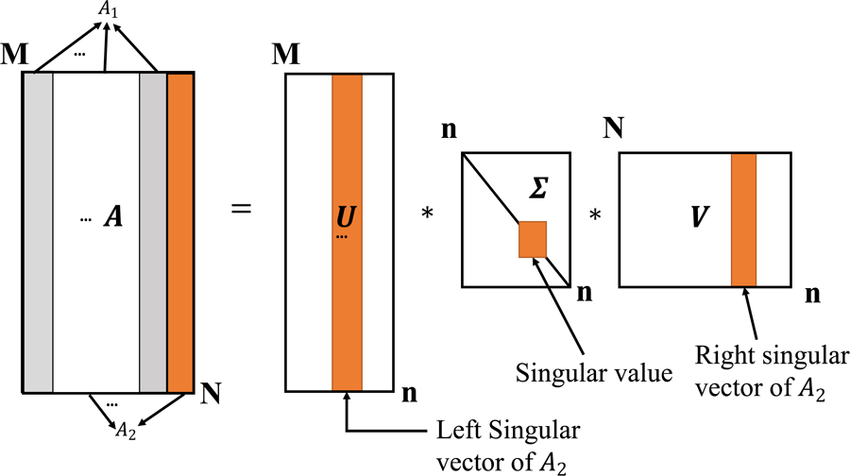 A₁
...
M
... A
N
...
A₂
=
M
U
...
n
Left Singular
vector of A₂
*
n
Σ
n
Singular value
*
N
V
n
Right singular
vector of A₂